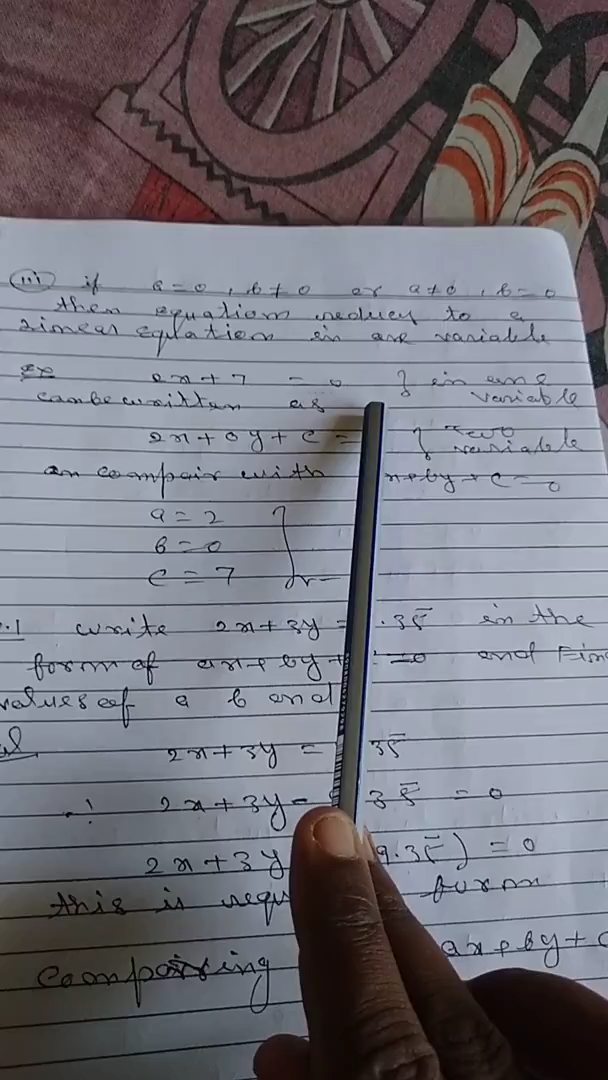 (iii) if a=0, b≠0 or a≠0, b=0
then equation reduces to a
linear equation in one variable
Ex 2x+7 = 0 } in one
can be written as variable
2x+0y+c = } two
variable
on compair with x+by+c=0
a=2
b=0
c=7
.1 write 2x+3y = .35̅ in the
form of ax+by+ =0 and Fin
values of a b and
2x+3y = 35̅
∴ 2x+3y- 35̅ =0
2x+3y 9.35̅) =0
this is requ form
comparing ax+by+c